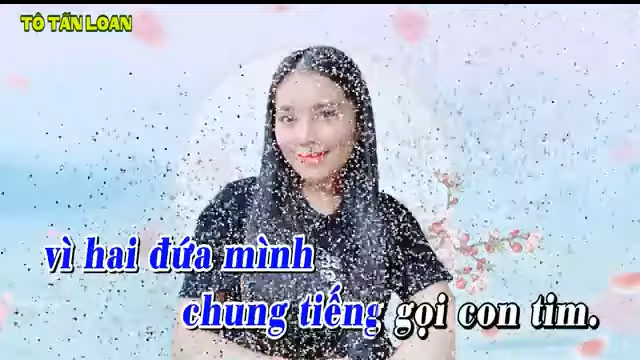 TÔ TẤN LOAN
vì hai đứa mình
chung tiếng gọi con tim.